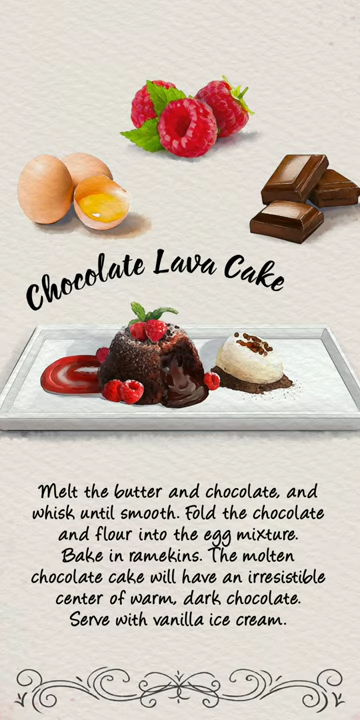 Chocolate Lava Cake
Melt the butter and chocolate, and
whisk until smooth. Fold the chocolate
and flour into the egg mixture.
Bake in ramekins. The molten
chocolate cake will have an irresistible
center of warm, dark chocolate.
Serve with vanilla ice cream.